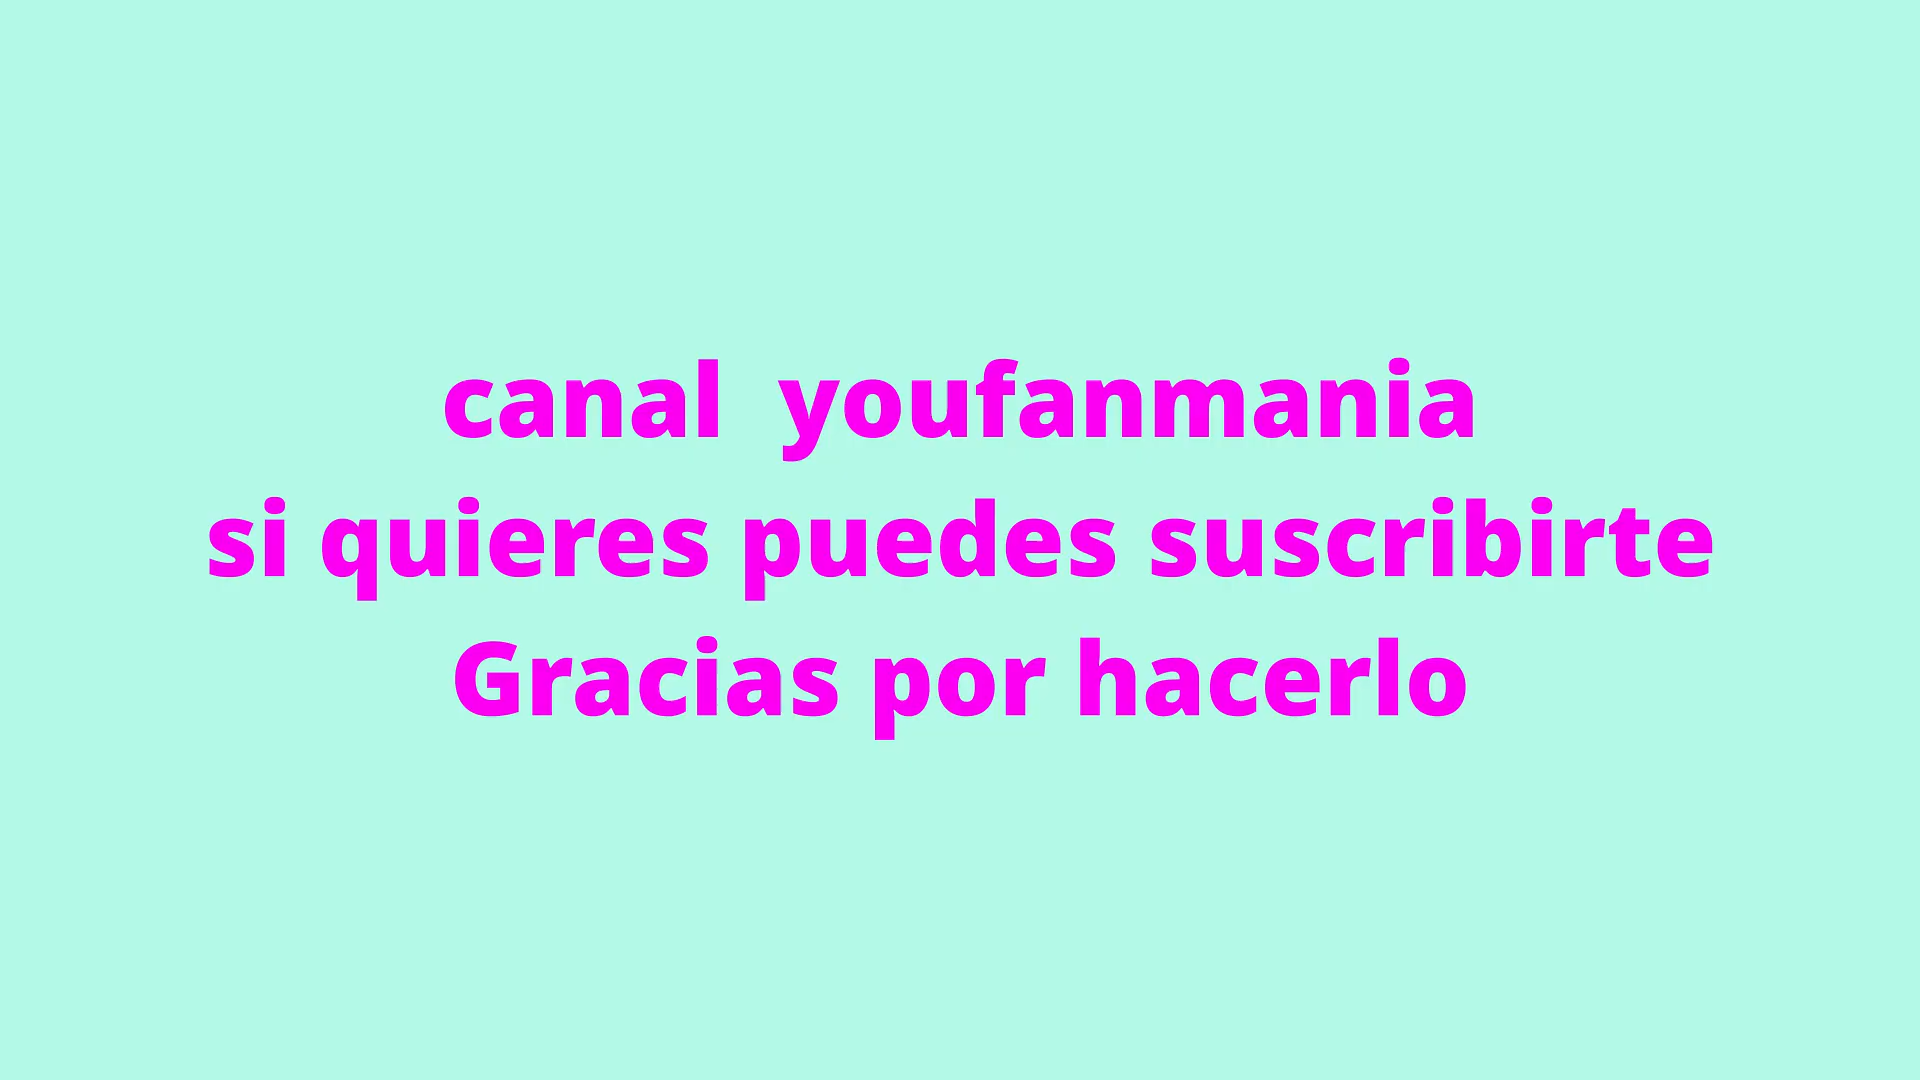 canal  youfanmania
si quieres puedes suscribirte
Gracias por hacerlo